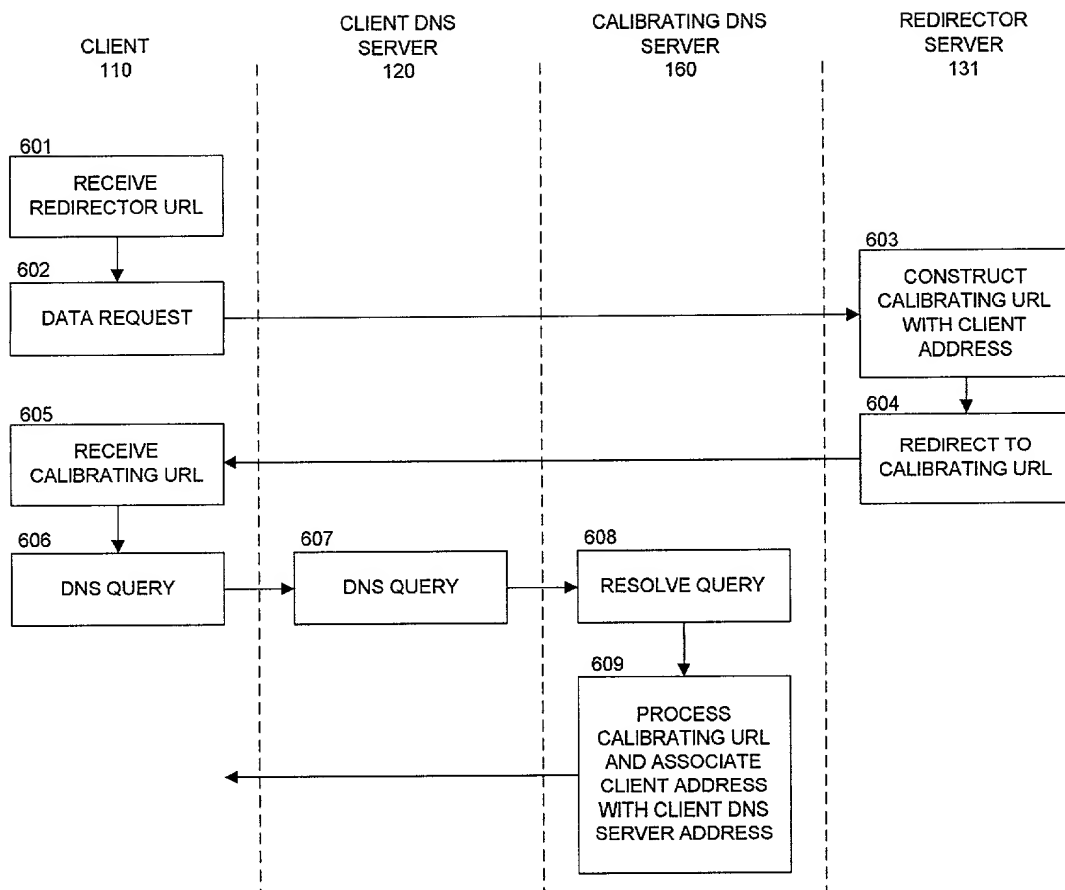 CLIENT
110
CLIENT DNS
SERVER
120
CALIBRATING DNS
SERVER
160
REDIRECTOR
SERVER
131
601
RECEIVE
REDIRECTOR URL
602
DATA REQUEST
603
CONSTRUCT
CALIBRATING URL
WITH CLIENT
ADDRESS
604
REDIRECT TO
CALIBRATING URL
605
RECEIVE
CALIBRATING URL
606
DNS QUERY
607
DNS QUERY
608
RESOLVE QUERY
609
PROCESS
CALIBRATING URL
AND ASSOCIATE
CLIENT ADDRESS
WITH CLIENT DNS
SERVER ADDRESS